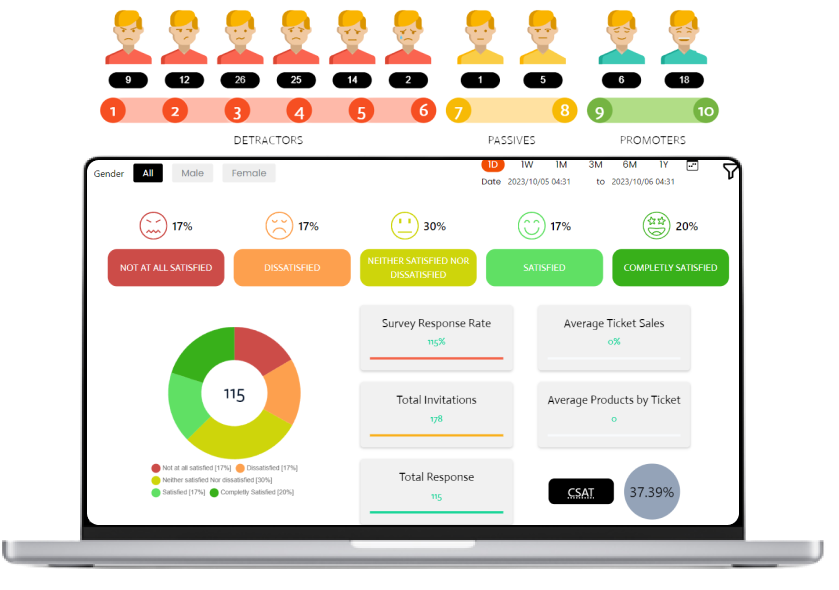 9 12 26 25 14 2 1 5 6 18
1 2 3 4 5 6 7 8 9 10
DETRACTORS PASSIVES PROMOTERS
Gender All Male Female
1D 1W 1M 3M 6M 1Y
Date 2023/10/05 04:31 to 2023/10/06 04:31
17% 17% 30% 17% 20%
NOT AT ALL SATISFIED
DISSATISFIED
NEITHER SATISFIED NOR
DISSATISFIED
SATISFIED
COMPLETLY SATISFIED
115
Not at all satisfied [17%] Dissatisfied [17%]
Neither satisfied Nor dissatisfied [30%]
Satisfied [17%] Completly Satisfied [20%]
Survey Response Rate
115%
Average Ticket Sales
0%
Total Invitations
178
Average Products by Ticket
0
Total Response
115
CSAT 37.39%